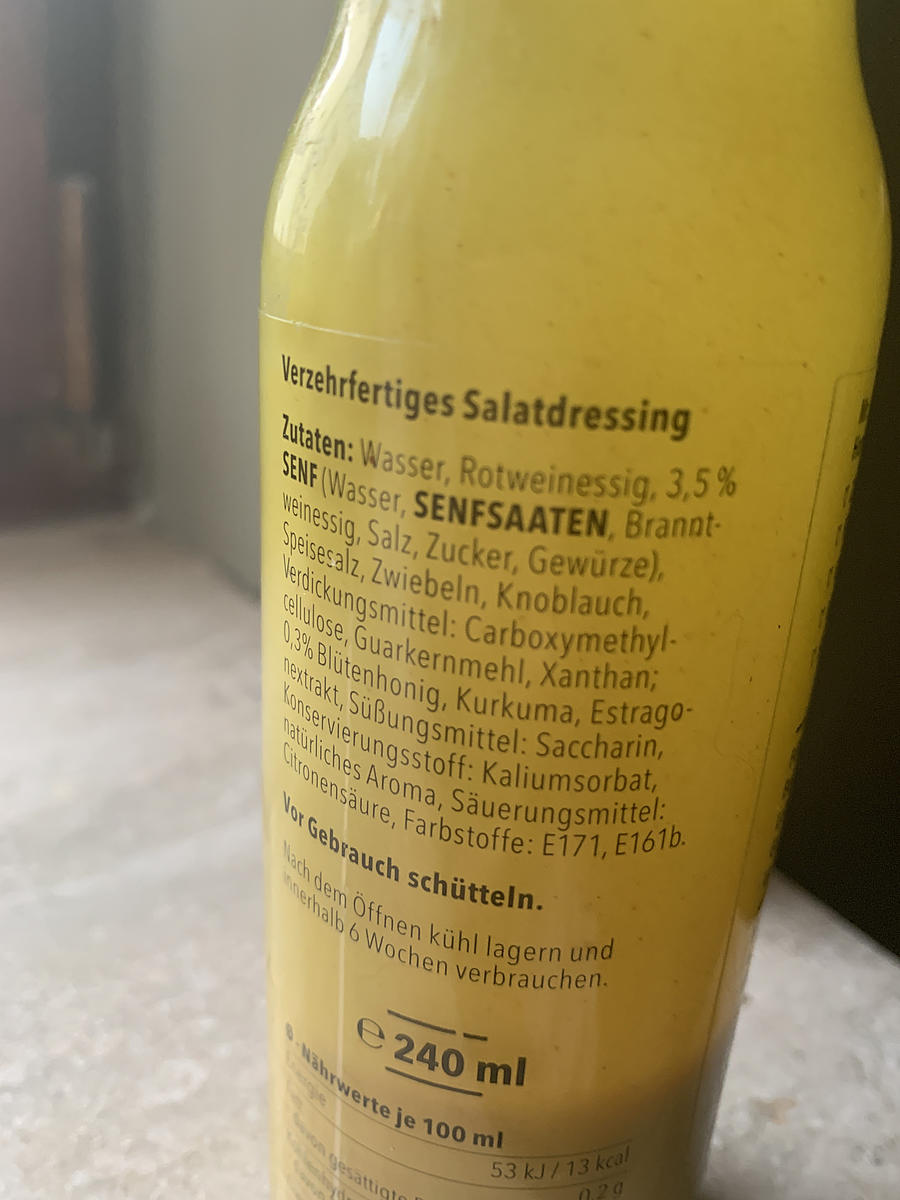 Verzehrfertiges Salatdressing
Zutaten: Wasser, Rotweinessig, 3,5%
SENF (Wasser, SENFSAATEN, Brannt-
weinessig, Salz, Zucker, Gewürze),
Speisesalz, Zwiebeln, Knoblauch,
Verdickungsmittel: Carboxymethyl-
cellulose, Guarkernmehl, Xanthan;
0,3% Blütenhonig, Kurkuma, Estrago-
nextrakt, Süßungsmittel: Saccharin,
Konservierungsstoff: Kaliumsorbat,
natürliches Aroma, Säuerungsmittel:
Citronensäure, Farbstoffe: E171, E161b.
Vor Gebrauch schütteln.
Nach dem Öffnen kühl lagern und
innerhalb 6 Wochen verbrauchen.
℮ 240 ml
Nährwerte je 100 ml
Energie 53 kJ / 13 kcal
0,2 g
davon gesättigte